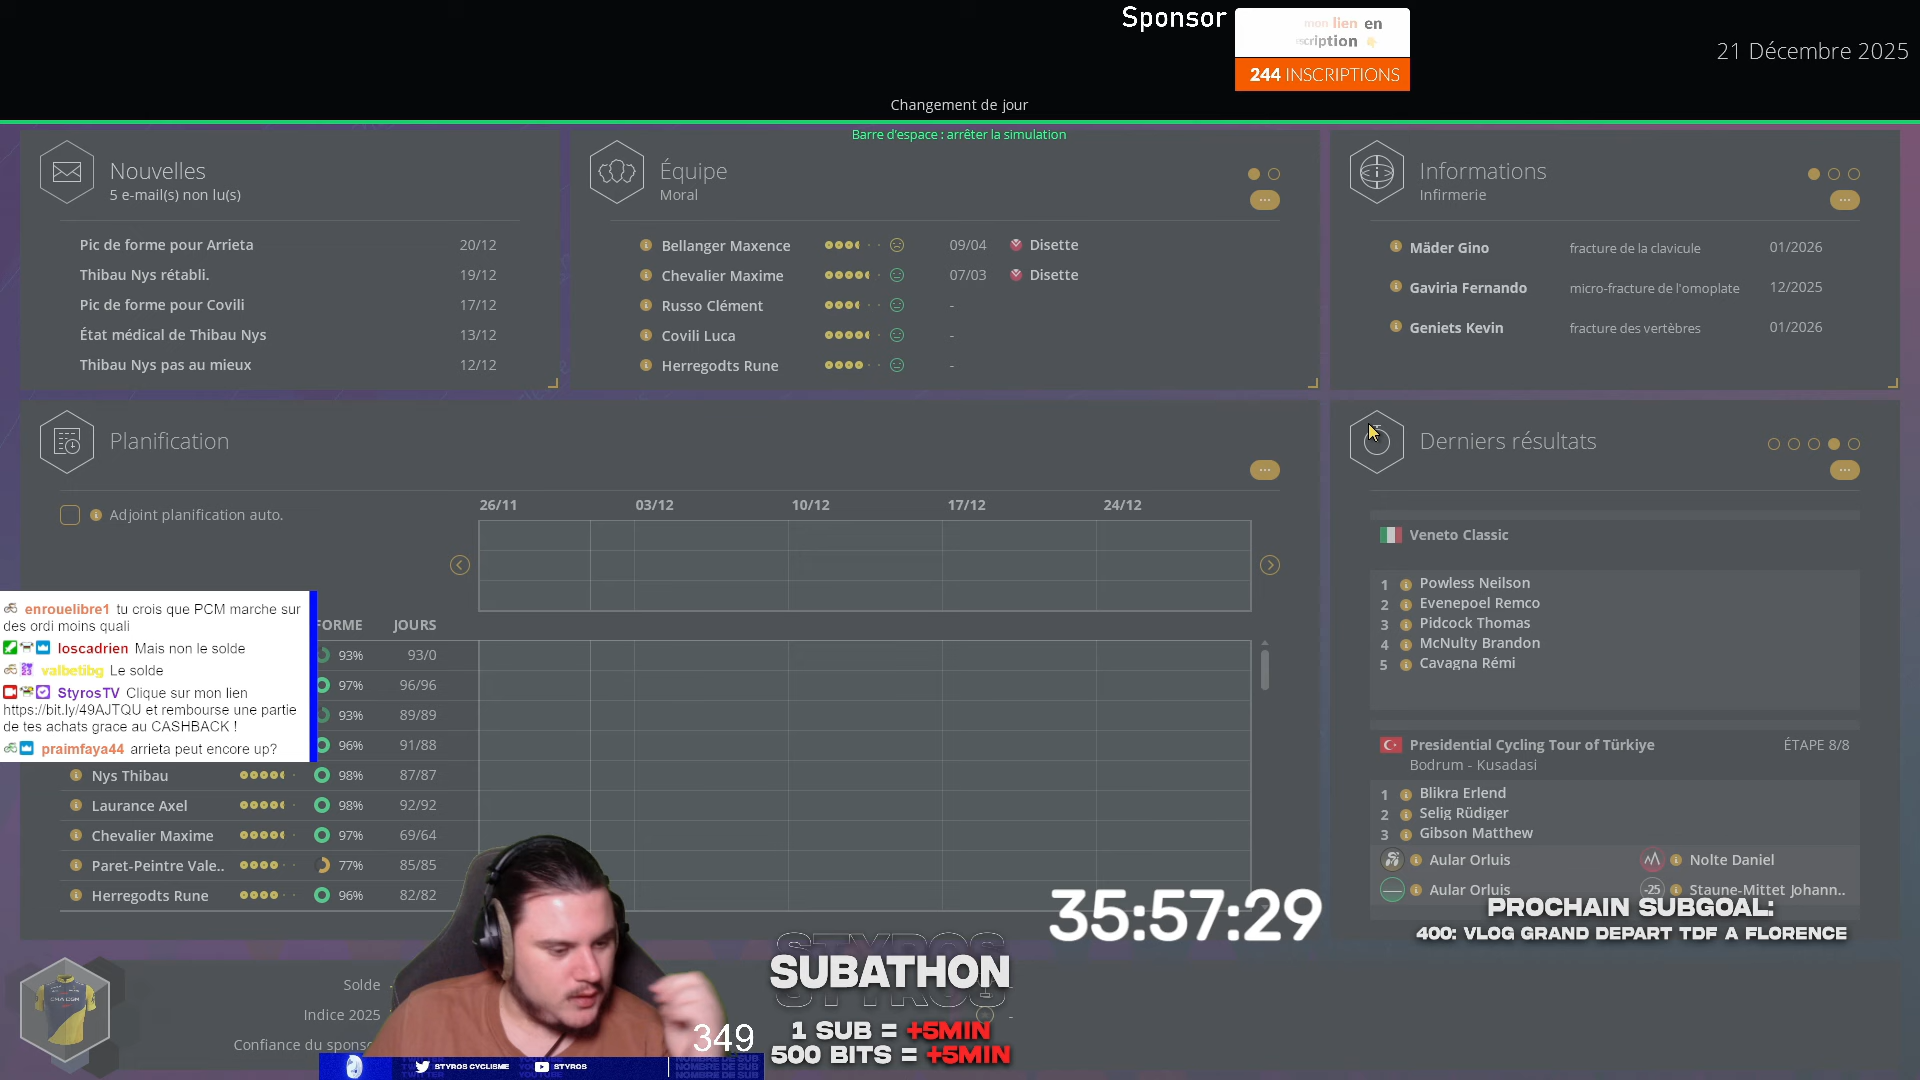 Sponsor
mon lien en
scription
244 INSCRIPTIONS
21 Décembre 2025
Changement de jour
Barre d'espace : arrêter la simulation
Nouvelles
5 e-mail(s) non lu(s)
Pic de forme pour Arrieta 20/12
Thibau Nys rétabli. 19/12
Pic de forme pour Covili 17/12
État médical de Thibau Nys 13/12
Thibau Nys pas au mieux 12/12
Équipe
Moral
Bellanger Maxence 09/04 Disette
Chevalier Maxime 07/03 Disette
Russo Clément -
Covili Luca -
Herregodts Rune -
Informations
Infirmerie
Mäder Gino fracture de la clavicule 01/2026
Gaviria Fernando micro-fracture de l'omoplate 12/2025
Geniets Kevin fracture des vertèbres 01/2026
Planification
Adjoint planification auto.
26/11 03/12 10/12 17/12 24/12
FORME JOURS
93% 93/0
97% 96/96
93% 89/89
96% 91/88
Nys Thibau 98% 87/87
Laurance Axel 98% 92/92
Chevalier Maxime 97% 69/64
Paret-Peintre Vale.. 77% 85/85
Herregodts Rune 96% 82/82
enrouelibre1 tu crois que PCM marche sur
des ordi moins quali
loscadrien Mais non le solde
valbetibg Le solde
StyrosTV Clique sur mon lien
https://bit.ly/49AJTQU et rembourse une partie
de tes achats grace au CASHBACK !
praimfaya44 arrieta peut encore up?
Derniers résultats
Veneto Classic
1 Powless Neilson
2 Evenepoel Remco
3 Pidcock Thomas
4 McNulty Brandon
5 Cavagna Rémi
Presidential Cycling Tour of Türkiye ÉTAPE 8/8
Bodrum - Kusadasi
1 Blikra Erlend
2 Selig Rüdiger
3 Gibson Matthew
Aular Orluis Nolte Daniel
Aular Orluis -25 Staune-Mittet Johann..
35:57:29
PROCHAIN SUBGOAL:
400: VLOG GRAND DEPART TDF A FLORENCE
STYROS
SUBATHON
STYROS
1 SUB = +5MIN
500 BITS = +5MIN
Solde
Indice 2025
Confiance du sponso
349
STYROS CYCLISME STYROS